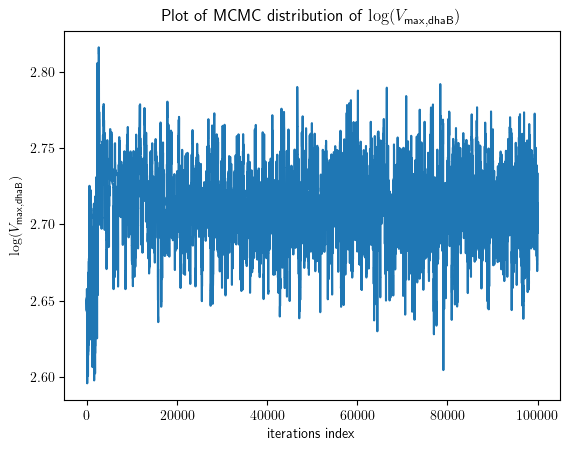 Plot of MCMC distribution of log(V_max,dhaB)
log(V_max,dhaB)
2.80
2.75
2.70
2.65
2.60
0 20000 40000 60000 80000 100000
iterations index